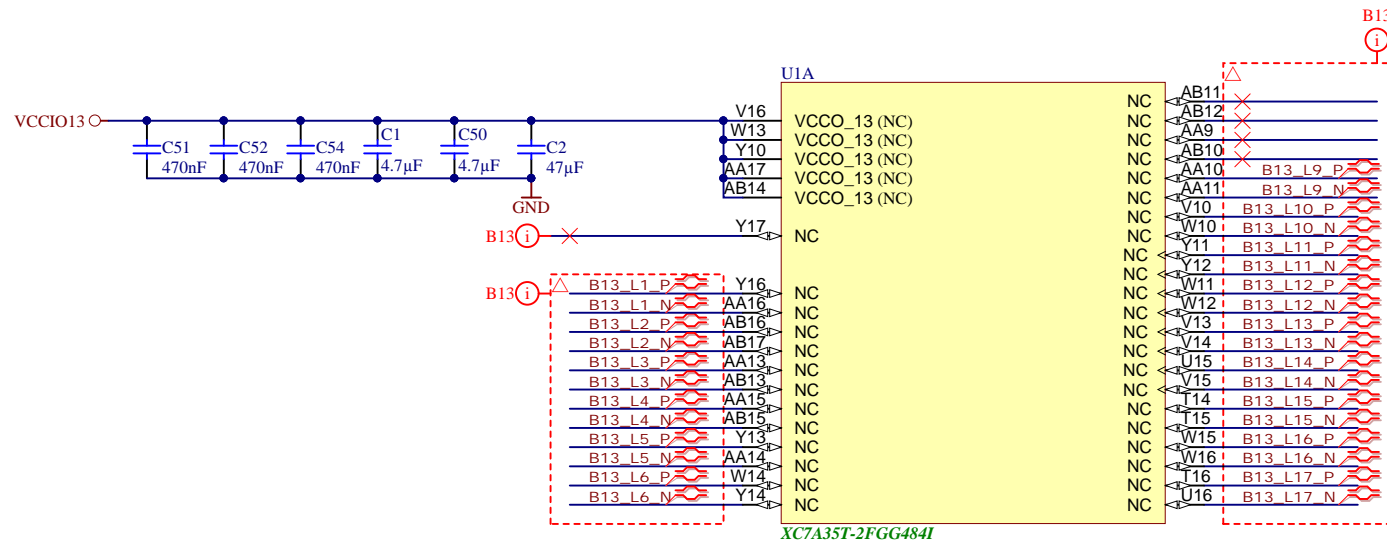 B13
i
U1A
VCCIO13
C51
470nF
C52
470nF
C54
470nF
C1
4.7µF
C50
4.7µF
C2
47µF
GND
V16
VCCO_13 (NC)
W13
VCCO_13 (NC)
Y10
VCCO_13 (NC)
AA17
VCCO_13 (NC)
AB14
VCCO_13 (NC)
B13 i
Y17
NC
B13 i
B13_L1_P Y16 NC
B13_L1_N AA16 NC
B13_L2_P AB16 NC
B13_L2_N AB17 NC
B13_L3_P AA13 NC
B13_L3_N AB13 NC
B13_L4_P AA15 NC
B13_L4_N AB15 NC
B13_L5_P Y13 NC
B13_L5_N AA14 NC
B13_L6_P W14 NC
B13_L6_N Y14 NC
NC AB11
NC AB12
NC AA9
NC AB10
NC AA10 B13_L9_P
NC AA11 B13_L9_N
NC V10 B13_L10_P
NC W10 B13_L10_N
NC Y11 B13_L11_P
NC Y12 B13_L11_N
NC W11 B13_L12_P
NC W12 B13_L12_N
NC V13 B13_L13_P
NC V14 B13_L13_N
NC U15 B13_L14_P
NC V15 B13_L14_N
NC T14 B13_L15_P
NC T15 B13_L15_N
NC W15 B13_L16_P
NC W16 B13_L16_N
NC T16 B13_L17_P
NC U16 B13_L17_N
XC7A35T-2FGG484I